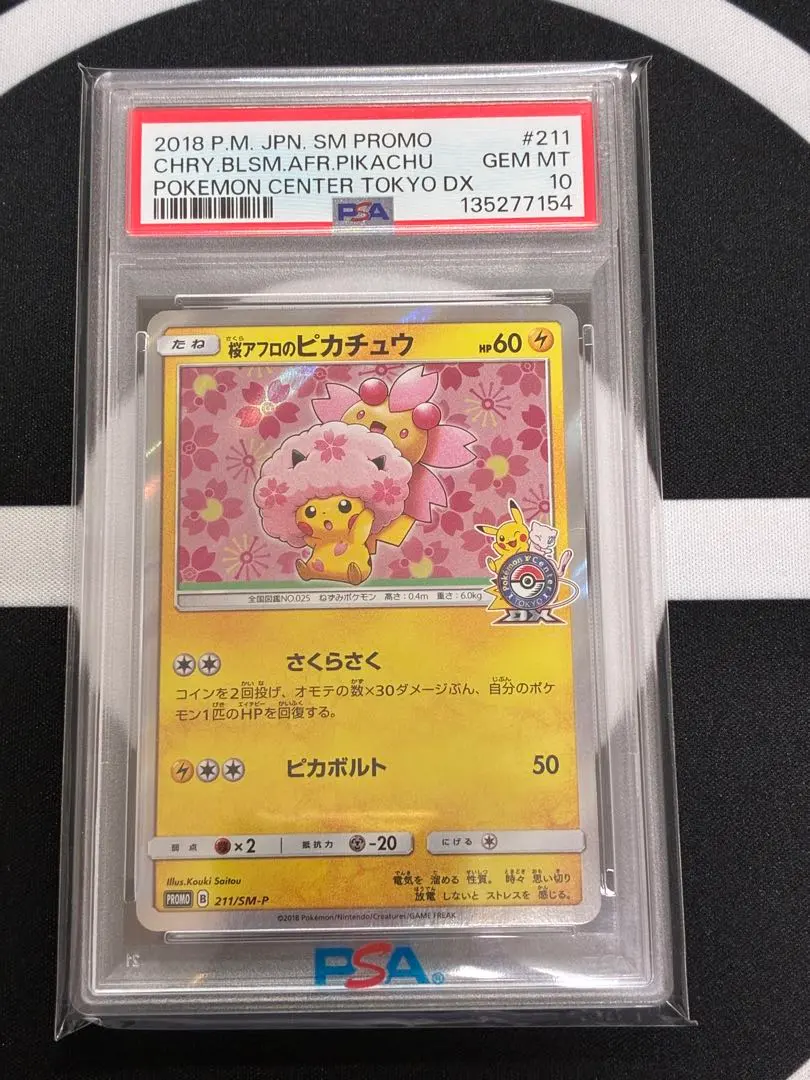 2018 P.M. JPN. SM PROMO #211
CHRY.BLSM.AFR.PIKACHU GEM MT
POKEMON CENTER TOKYO DX 10
PSA 135277154
たね 桜アフロのピカチュウ HP60
さくら
Pokémon Center
TOKYO
DX
全国図鑑NO.025 ねずみポケモン 高さ:0.4m 重さ:6.0kg
さくらさく
コインを2回投げ、オモテの数×30ダメージぶん、自分のポケ
モン1匹のHPを回復する。
ピカボルト 50
弱点 ×2 抵抗力 -20 にげる
Illus.Kouki Saitou
電気を 溜める 性質。 時々 思い切り
放電 しないと ストレスを 感じる。
PROMO B 211/SM-P
©2018 Pokémon/Nintendo/Creatures/GAME FREAK
PSA®